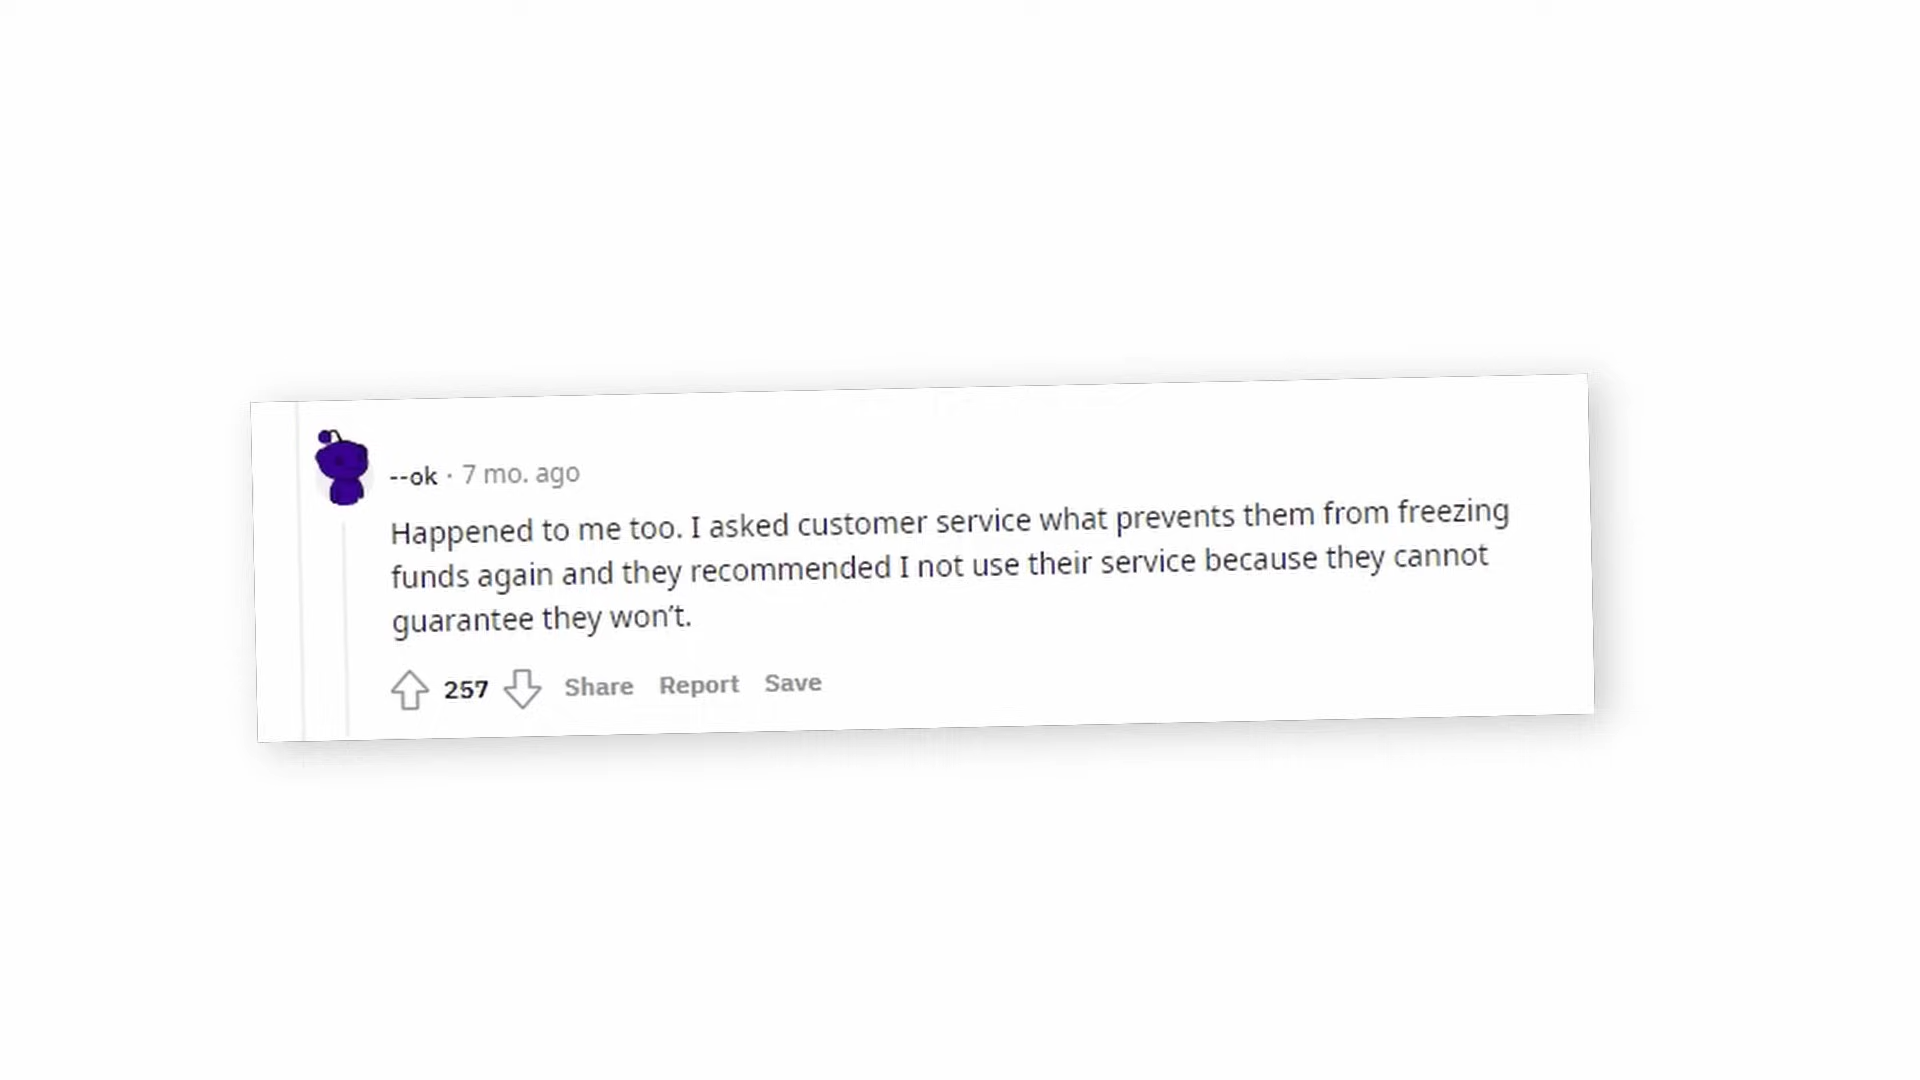 --ok · 7 mo. ago
Happened to me too. I asked customer service what prevents them from freezing
funds again and they recommended I not use their service because they cannot
guarantee they won’t.
257 Share Report Save